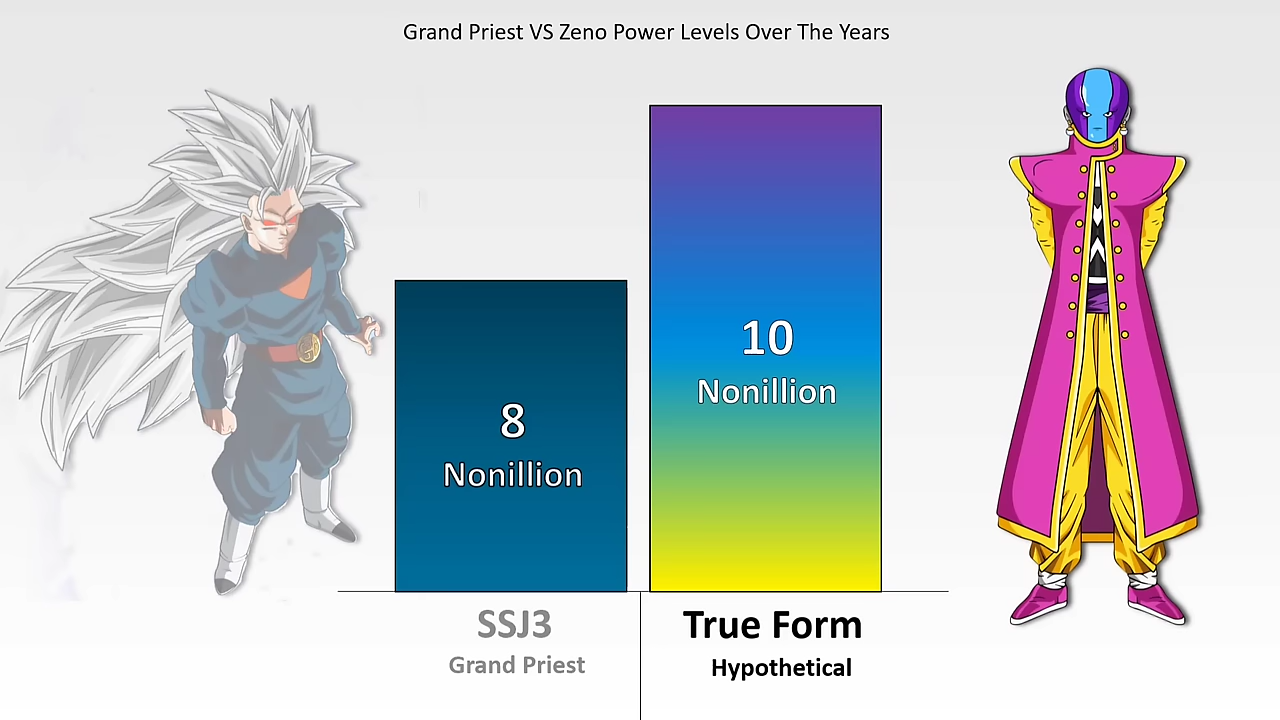 Grand Priest VS Zeno Power Levels Over The Years
8
Nonillion
10
Nonillion
SSJ3
Grand Priest
True Form
Hypothetical